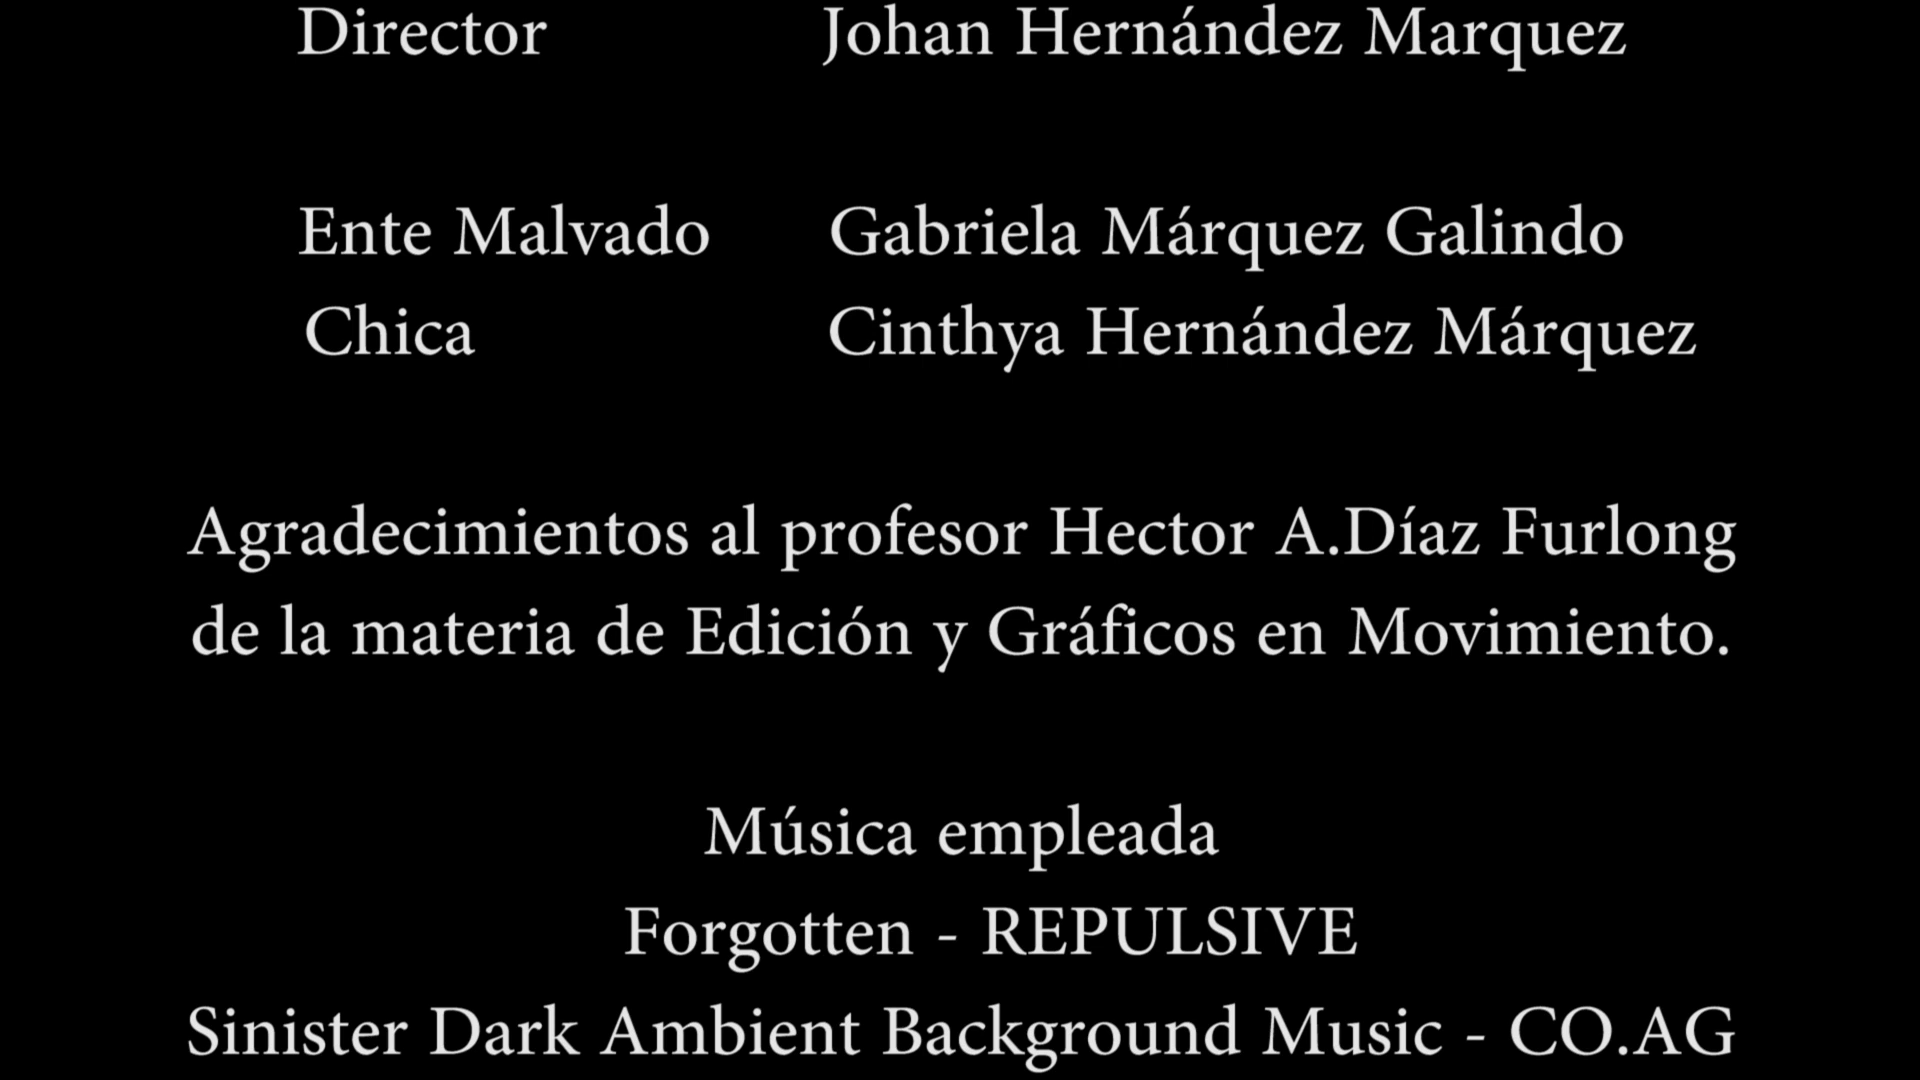 Director Johan Hernández Marquez
Ente Malvado Gabriela Márquez Galindo
Chica Cinthya Hernández Márquez
Agradecimientos al profesor Hector A.Díaz Furlong
de la materia de Edición y Gráficos en Movimiento.
Música empleada
Forgotten - REPULSIVE
Sinister Dark Ambient Background Music - CO.AG